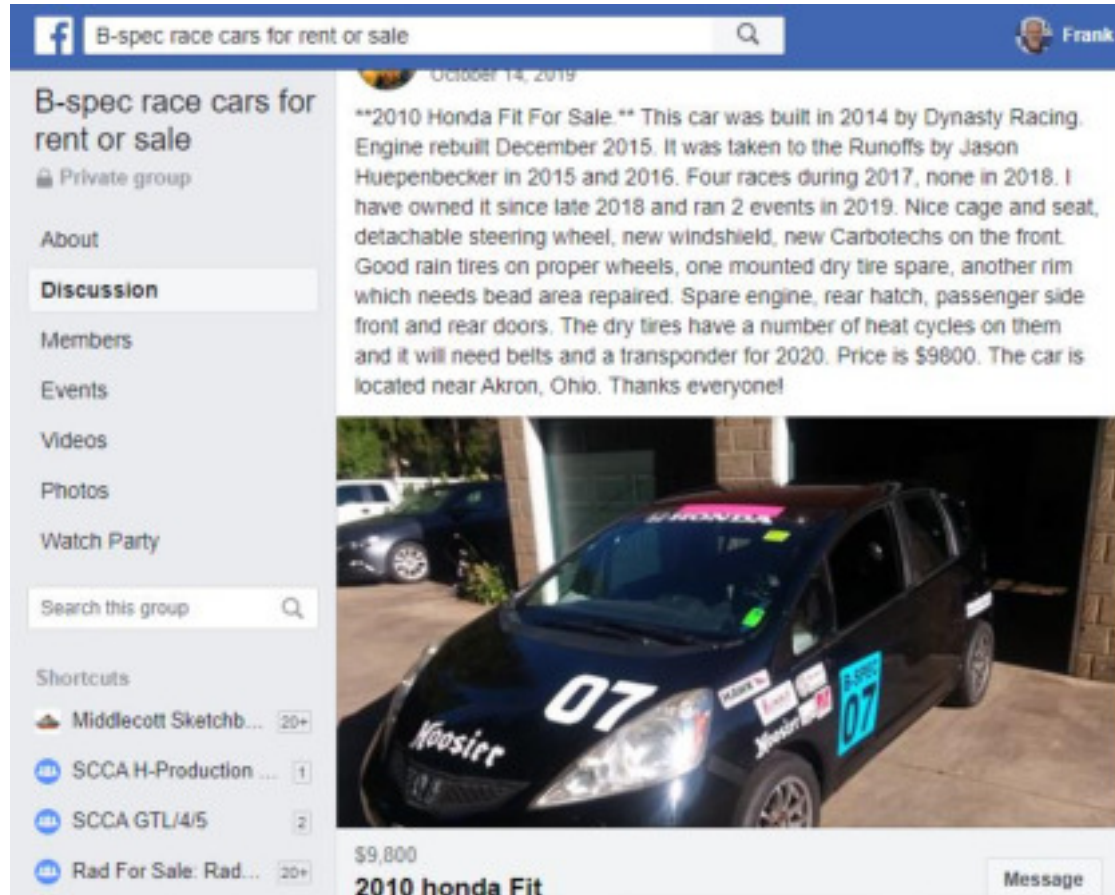 f
B-spec race cars for rent or sale
Frank
B-spec race cars for
rent or sale
Private group
About
Discussion
Members
Events
Videos
Photos
Watch Party
Search this group
Shortcuts
Middlecott Sketchb... 20+
SCCA H-Production ... 1
SCCA GTL/4/5 2
Rad For Sale: Rad... 20+
October 14, 2019
**2010 Honda Fit For Sale.** This car was built in 2014 by Dynasty Racing.
Engine rebuilt December 2015. It was taken to the Runoffs by Jason
Huepenbecker in 2015 and 2016. Four races during 2017, none in 2018. I
have owned it since late 2018 and ran 2 events in 2019. Nice cage and seat,
detachable steering wheel, new windshield, new Carbotechs on the front.
Good rain tires on proper wheels, one mounted dry tire spare, another rim
which needs bead area repaired. Spare engine, rear hatch, passenger side
front and rear doors. The dry tires have a number of heat cycles on them
and it will need belts and a transponder for 2020. Price is $9800. The car is
located near Akron, Ohio. Thanks everyone!
HONDA
07
Hoosier
HAWK
Hoosier
B-SPEC
07
$9,800
2010 honda Fit
Message